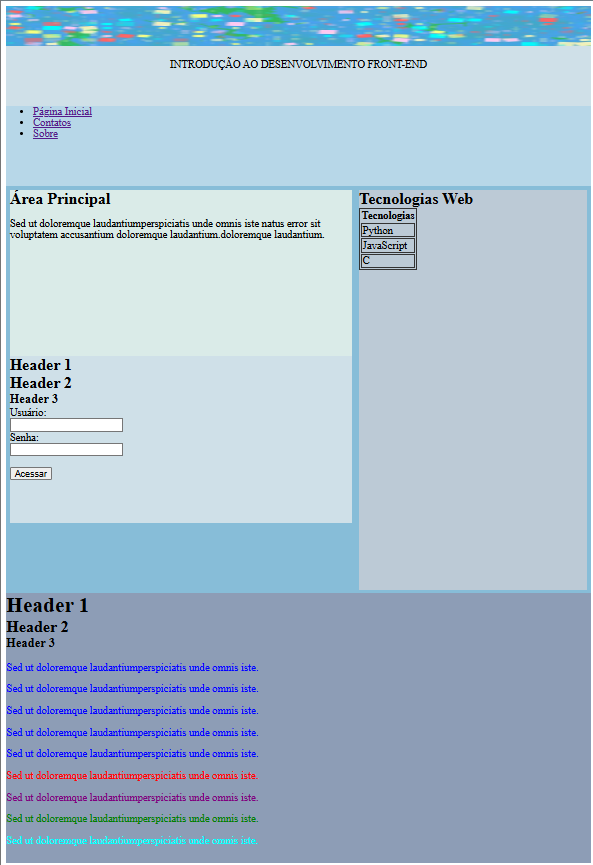 INTRODUÇÃO AO DESENVOLVIMENTO FRONT-END
Página Inicial
Contatos
Sobre
Área Principal
Sed ut doloremque laudantiumperspiciatis unde omnis iste natus error sit
voluptatem accusantium doloremque laudantium.doloremque laudantium.
Header 1
Header 2
Header 3
Usuário:
Senha:
Acessar
Tecnologias Web
Tecnologias
Python
JavaScript
C
Header 1
Header 2
Header 3
Sed ut doloremque laudantiumperspiciatis unde omnis iste.
Sed ut doloremque laudantiumperspiciatis unde omnis iste.
Sed ut doloremque laudantiumperspiciatis unde omnis iste.
Sed ut doloremque laudantiumperspiciatis unde omnis iste.
Sed ut doloremque laudantiumperspiciatis unde omnis iste.
Sed ut doloremque laudantiumperspiciatis unde omnis iste.
Sed ut doloremque laudantiumperspiciatis unde omnis iste.
Sed ut doloremque laudantiumperspiciatis unde omnis iste.
Sed ut doloremque laudantiumperspiciatis unde omnis iste.